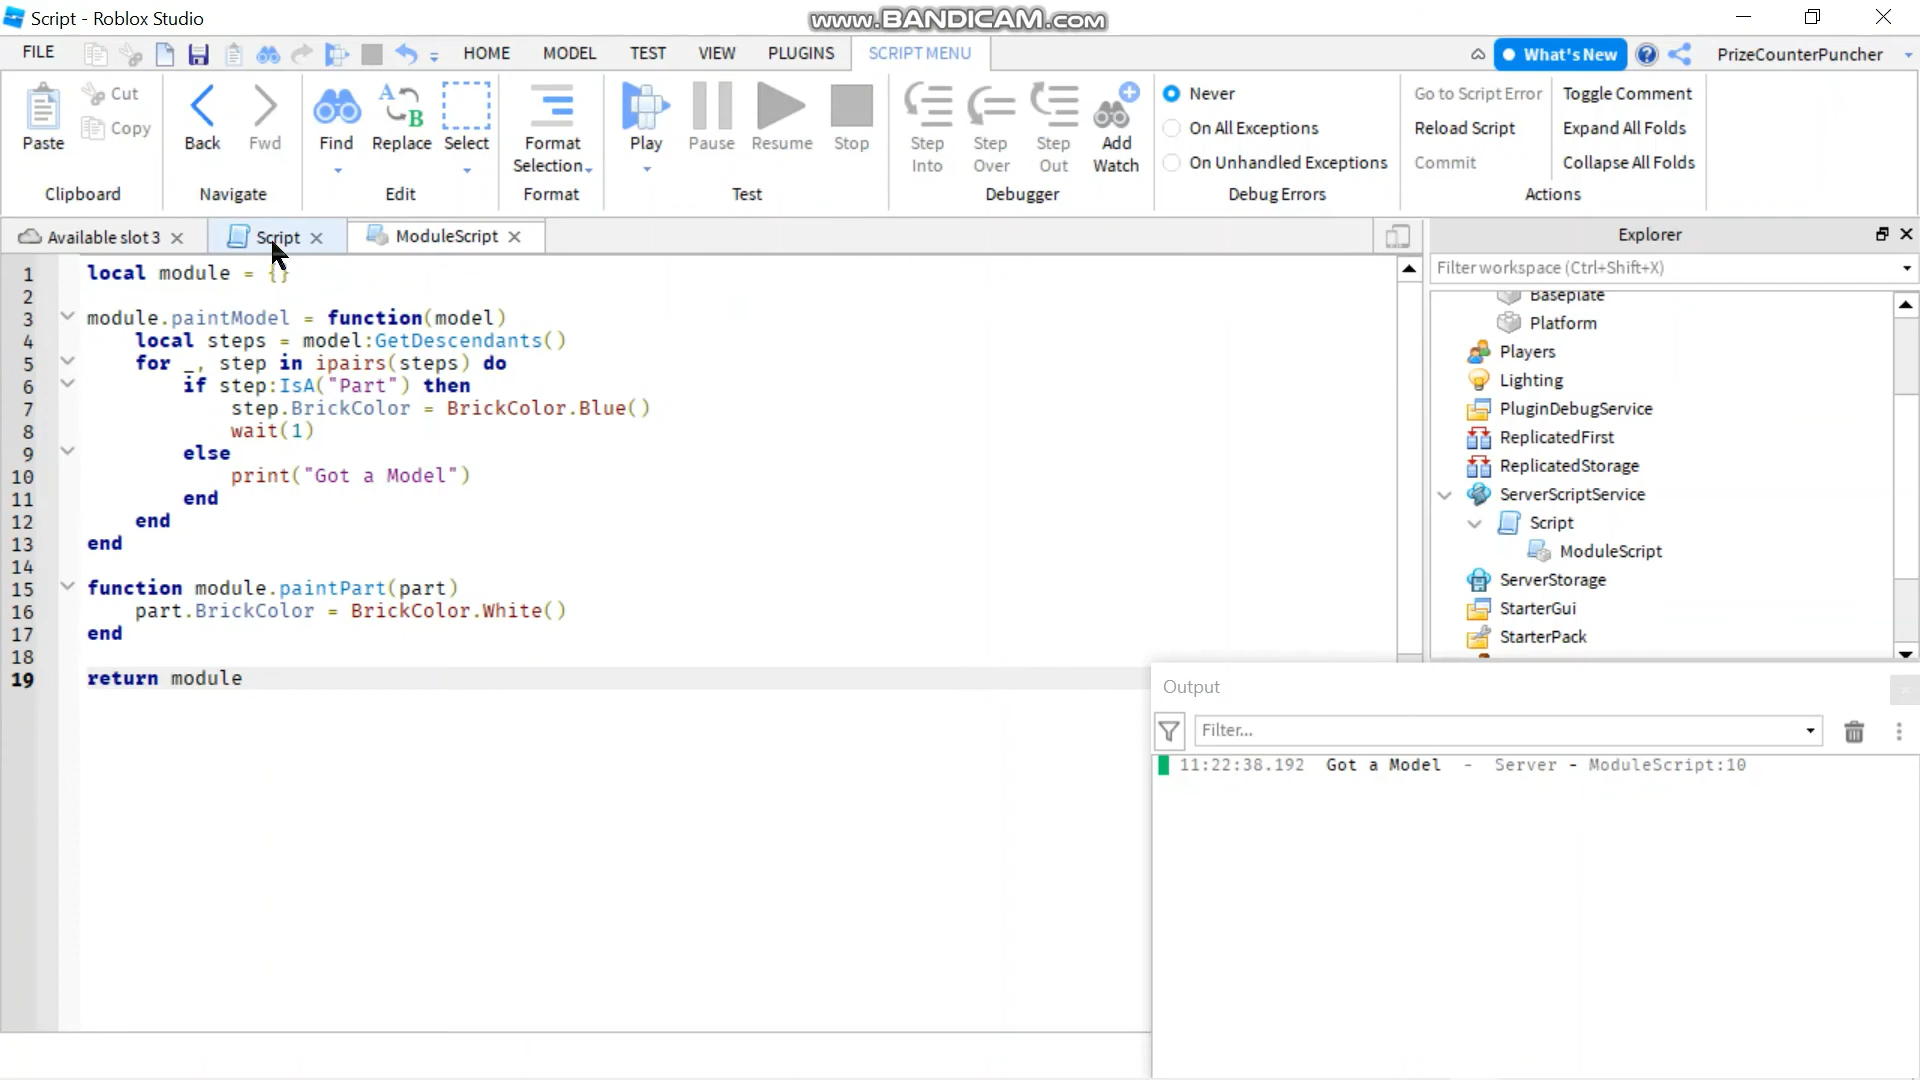 Script - Roblox Studio
www.BANDICAM.com
FILE HOME MODEL TEST VIEW PLUGINS SCRIPT MENU What's New PrizeCounterPuncher
Paste
Cut
Copy
Clipboard
Back
Fwd
Navigate
Find
Replace
Select
Edit
Format
Selection
Format
Play
Pause
Resume
Stop
Test
Step
Into
Step
Over
Step
Out
Add
Watch
Debugger
Never
On All Exceptions
On Unhandled Exceptions
Debug Errors
Go to Script Error
Reload Script
Commit
Toggle Comment
Expand All Folds
Collapse All Folds
Actions
Available slot 3
Script
ModuleScript
1 local module = {}
2
3 module.paintModel = function(model)
4 local steps = model:GetDescendants()
5 for _, step in ipairs(steps) do
6 if step:IsA("Part") then
7 step.BrickColor = BrickColor.Blue()
8 wait(1)
9 else
10 print("Got a Model")
11 end
12 end
13 end
14
15 function module.paintPart(part)
16 part.BrickColor = BrickColor.White()
17 end
18
19 return module
Explorer
Filter workspace (Ctrl+Shift+X)
Baseplate
Platform
Players
Lighting
PluginDebugService
ReplicatedFirst
ReplicatedStorage
ServerScriptService
Script
ModuleScript
ServerStorage
StarterGui
StarterPack
Output
Filter...
11:22:38.192 Got a Model - Server - ModuleScript:10